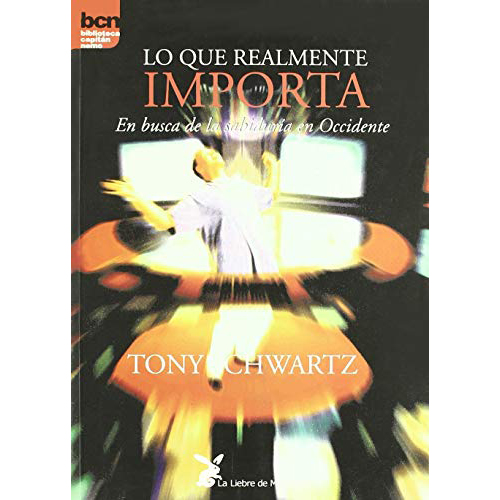 bcn
biblioteca
capitán
nemo
LO QUE REALMENTE
IMPORTA
En busca de la sabiduría en Occidente
TONY SCHWARTZ
La Liebre de M